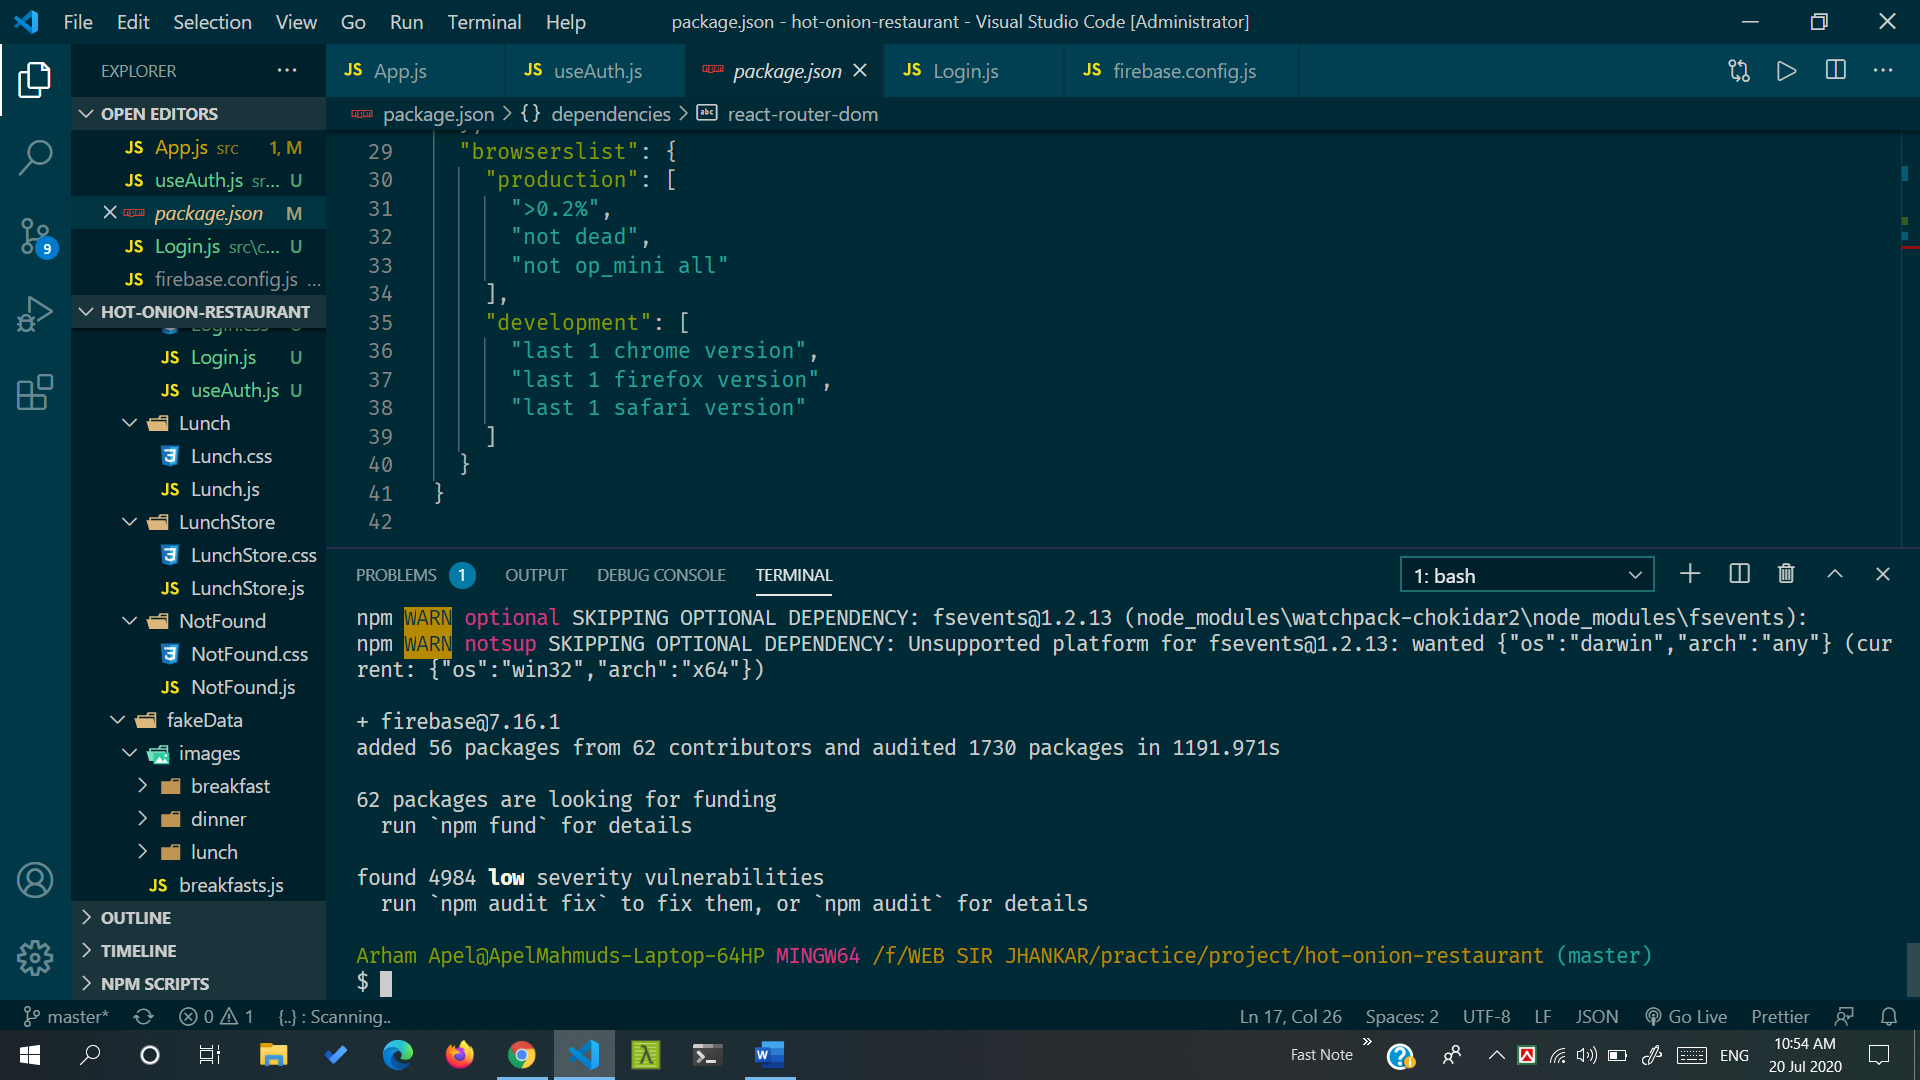 File Edit Selection View Go Run Terminal Help
package.json - hot-onion-restaurant - Visual Studio Code [Administrator]
EXPLORER
JS App.js
JS useAuth.js
package.json
JS Login.js
JS firebase.config.js
package.json > {} dependencies > abc react-router-dom
OPEN EDITORS
JS App.js src 1, M
JS useAuth.js sr... U
package.json M
JS Login.js src\c... U
JS firebase.config.js ...
HOT-ONION-RESTAURANT
Login.css U
JS Login.js U
JS useAuth.js U
Lunch
Lunch.css
JS Lunch.js
LunchStore
LunchStore.css
JS LunchStore.js
NotFound
NotFound.css
JS NotFound.js
fakeData
images
breakfast
dinner
lunch
JS breakfasts.js
OUTLINE
TIMELINE
NPM SCRIPTS
9
29 "browserslist": {
30 "production": [
31 ">0.2%",
32 "not dead",
33 "not op_mini all"
34 ],
35 "development": [
36 "last 1 chrome version",
37 "last 1 firefox version",
38 "last 1 safari version"
39 ]
40 }
41 }
42
PROBLEMS 1 OUTPUT DEBUG CONSOLE TERMINAL
1: bash
npm WARN optional SKIPPING OPTIONAL DEPENDENCY: fsevents@1.2.13 (node_modules\watchpack-chokidar2\node_modules\fsevents):
npm WARN notsup SKIPPING OPTIONAL DEPENDENCY: Unsupported platform for fsevents@1.2.13: wanted {"os":"darwin","arch":"any"} (cur
rent: {"os":"win32","arch":"x64"})
+ firebase@7.16.1
added 56 packages from 62 contributors and audited 1730 packages in 1191.971s
62 packages are looking for funding
run `npm fund` for details
found 4984 low severity vulnerabilities
run `npm audit fix` to fix them, or `npm audit` for details
Arham Apel@ApelMahmuds-Laptop-64HP MINGW64 /f/WEB SIR JHANKAR/practice/project/hot-onion-restaurant (master)
$
master* 0 1 {..} : Scanning..
Ln 17, Col 26 Spaces: 2 UTF-8 LF JSON Go Live Prettier
Fast Note » ENG
10:54 AM
20 Jul 2020